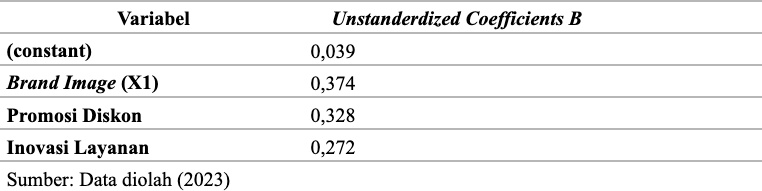 Variabel Unstanderdized Coefficients B
(constant) 0,039
Brand Image (X1) 0,374
Promosi Diskon 0,328
Inovasi Layanan 0,272
Sumber: Data diolah (2023)